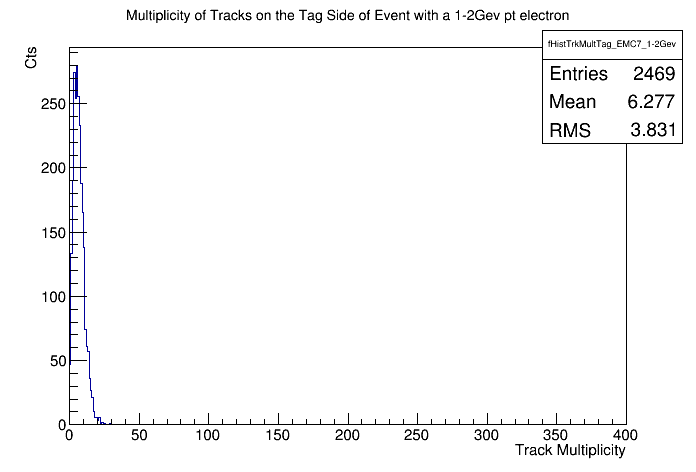 Multiplicity of Tracks on the Tag Side of Event with a 1-2Gev pt electron
fHistTrkMultTag_EMC7_1-2Gev
Entries 2469
Mean 6.277
RMS 3.831
Cts
250
200
150
100
50
0
0 50 100 150 200 250 300 350 400
Track Multiplicity